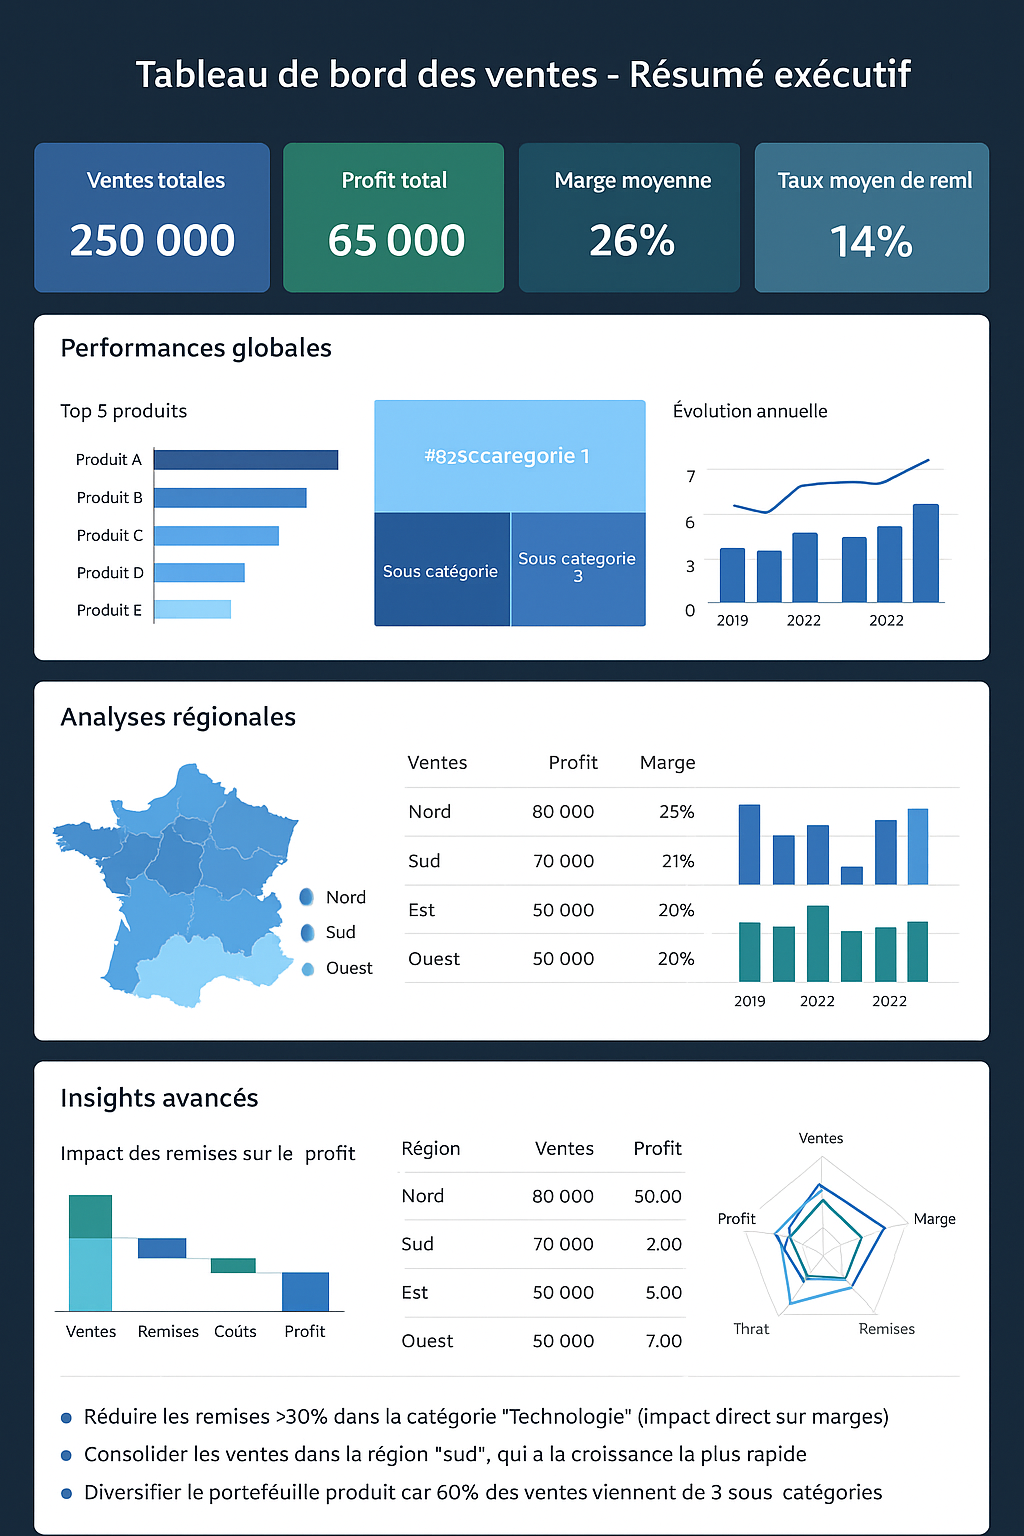 Tableau de bord des ventes - Résumé exécutif
Ventes totales
250 000
Profit total
65 000
Marge moyenne
26%
Taux moyen de reml
14%
Performances globales
Top 5 produits
Produit A
Produit B
Produit C
Produit D
Produit E
#82sccaregorie 1
Sous catégorie
Sous categorie
3
Évolution annuelle
7
6
3
0
2019 2022 2022
Analyses régionales
Nord
Sud
Ouest
Ventes Profit Marge
Nord 80 000 25%
Sud 70 000 21%
Est 50 000 20%
Ouest 50 000 20%
2019 2022 2022
Insights avancés
Impact des remises sur le profit
Ventes Remises Coúts Profit
Région Ventes Profit
Nord 80 000 50.00
Sud 70 000 2.00
Est 50 000 5.00
Ouest 50 000 7.00
Ventes
Profit
Marge
Thrat
Remises
Réduire les remises >30% dans la catégorie "Technologie" (impact direct sur marges)
Consolider les ventes dans la région "sud", qui a la croissance la plus rapide
Diversifier le porteféuille produit car 60% des ventes viennent de 3 sous catégories